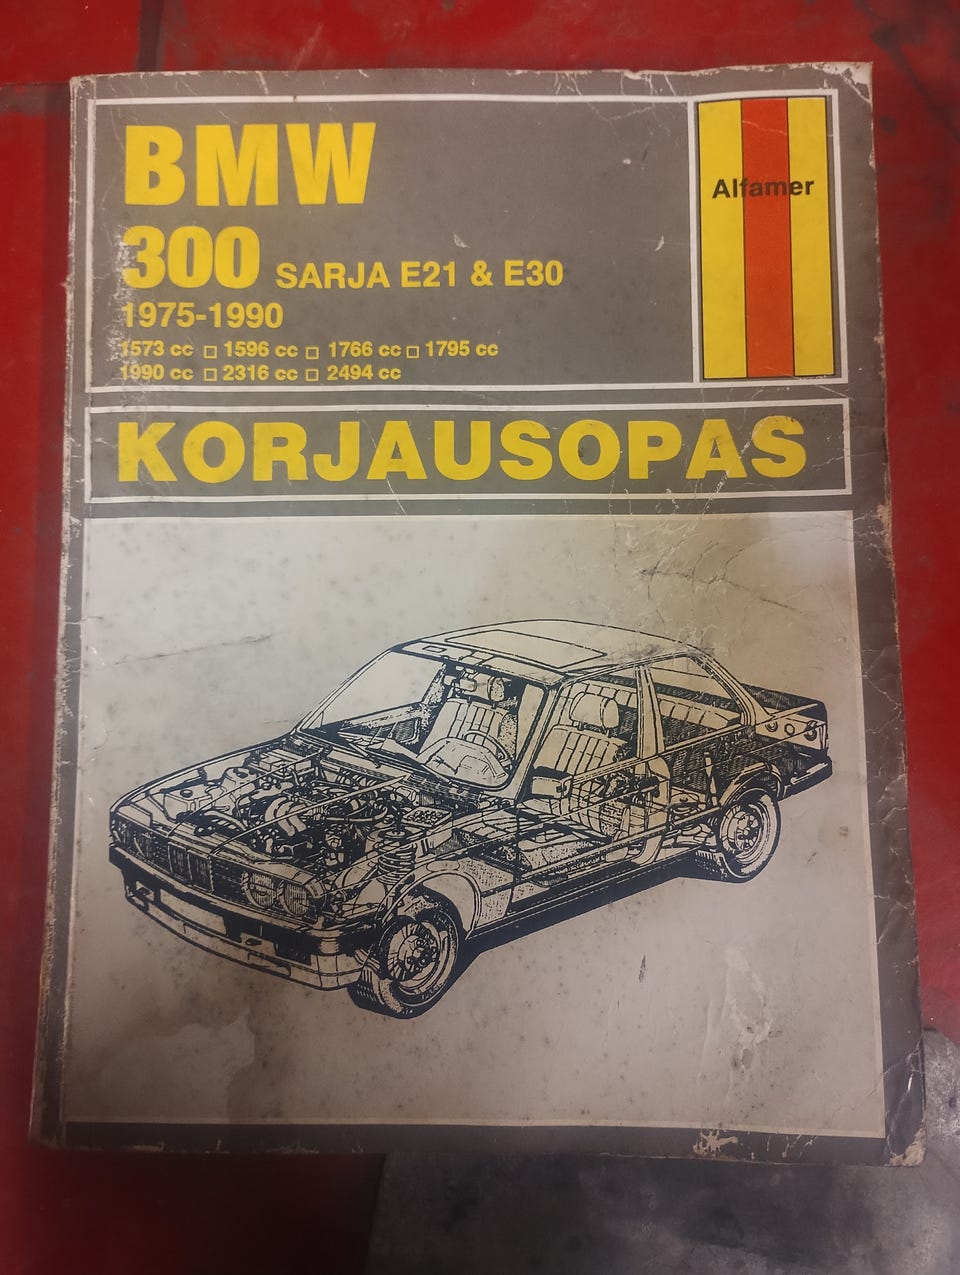 BMW
300 SARJA E21 & E30
1975-1990
1573 cc □ 1596 cc □ 1766 cc □ 1795 cc
1990 cc □ 2316 cc □ 2494 cc
Alfamer
KORJAUSOPAS